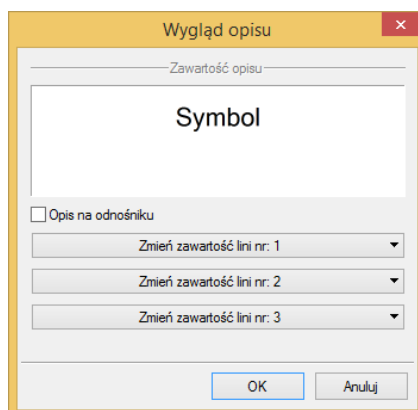 Wygląd opisu
Zawartość opisu
Symbol
Opis na odnośniku
Zmień zawartość lini nr: 1
Zmień zawartość lini nr: 2
Zmień zawartość lini nr: 3
OK Anuluj